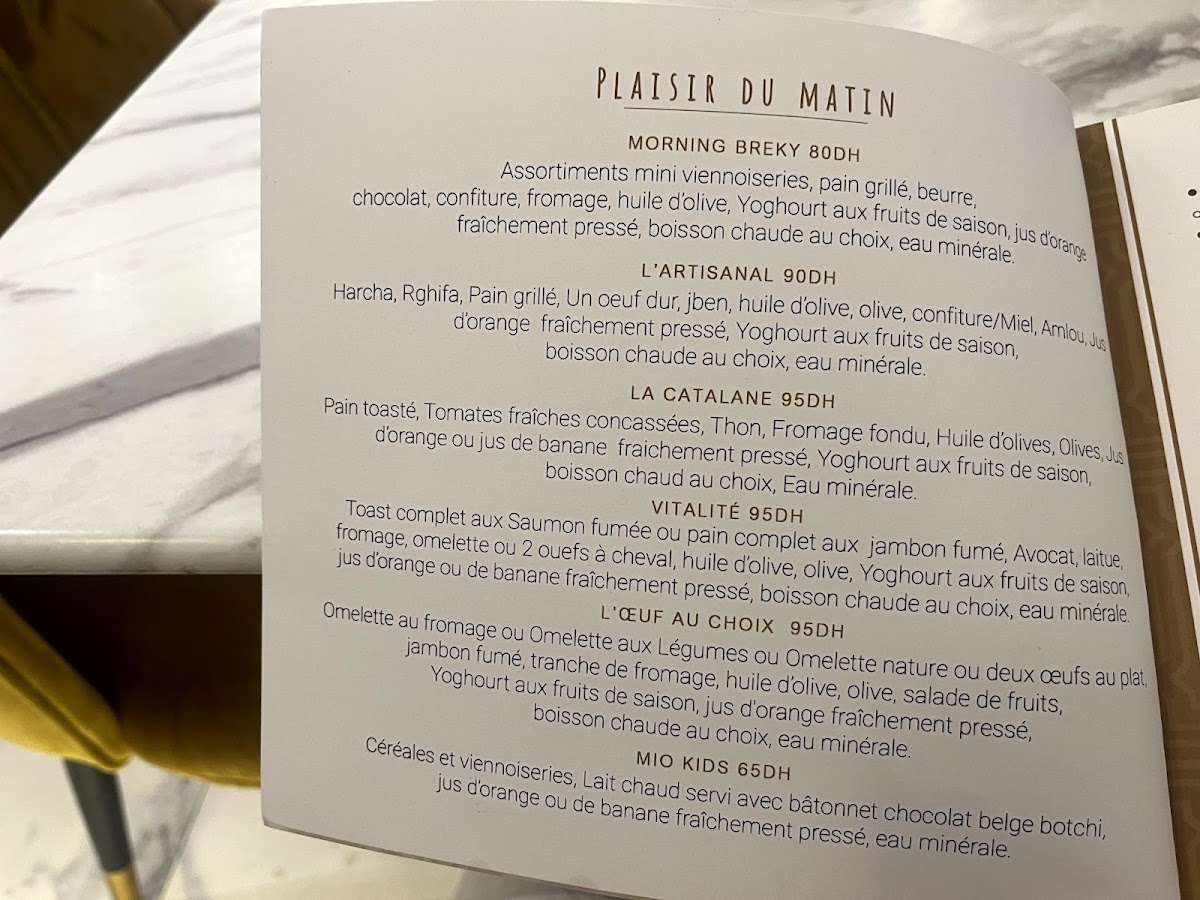 PLAISIR DU MATIN
MORNING BREKY 80DH
Assortiments mini viennoiseries, pain grillé, beurre,
chocolat, confiture, fromage, huile d'olive, Yoghourt aux fruits de saison, jus d'orange
fraîchement pressé, boisson chaude au choix, eau minérale.
L'ARTISANAL 90DH
Harcha, Rghifa, Pain grillé, Un oeuf dur, jben, huile d'olive, olive, confiture/Miel, Amlou, Jus
d'orange fraîchement pressé, Yoghourt aux fruits de saison,
boisson chaude au choix, eau minérale.
LA CATALANE 95DH
Pain toasté, Tomates fraîches concassées, Thon, Fromage fondu, Huile d'olives, Olives, Jus
d'orange ou jus de banane fraichement pressé, Yoghourt aux fruits de saison,
boisson chaud au choix, Eau minérale.
VITALITÉ 95DH
Toast complet aux Saumon fumée ou pain complet aux jambon fumé, Avocat, laitue,
fromage, omelette ou 2 ouefs à cheval, huile d'olive, olive, Yoghourt aux fruits de saison,
jus d'orange ou de banane fraîchement pressé, boisson chaude au choix, eau minérale.
L'ŒUF AU CHOIX 95DH
Omelette au fromage ou Omelette aux Légumes ou Omelette nature ou deux œufs au plat,
jambon fumé, tranche de fromage, huile d'olive, olive, salade de fruits,
Yoghourt aux fruits de saison, jus d'orange fraîchement pressé,
boisson chaude au choix, eau minérale.
MIO KIDS 65DH
Céréales et viennoiseries, Lait chaud servi avec bâtonnet chocolat belge botchi,
jus d'orange ou de banane fraîchement pressé, eau minérale.